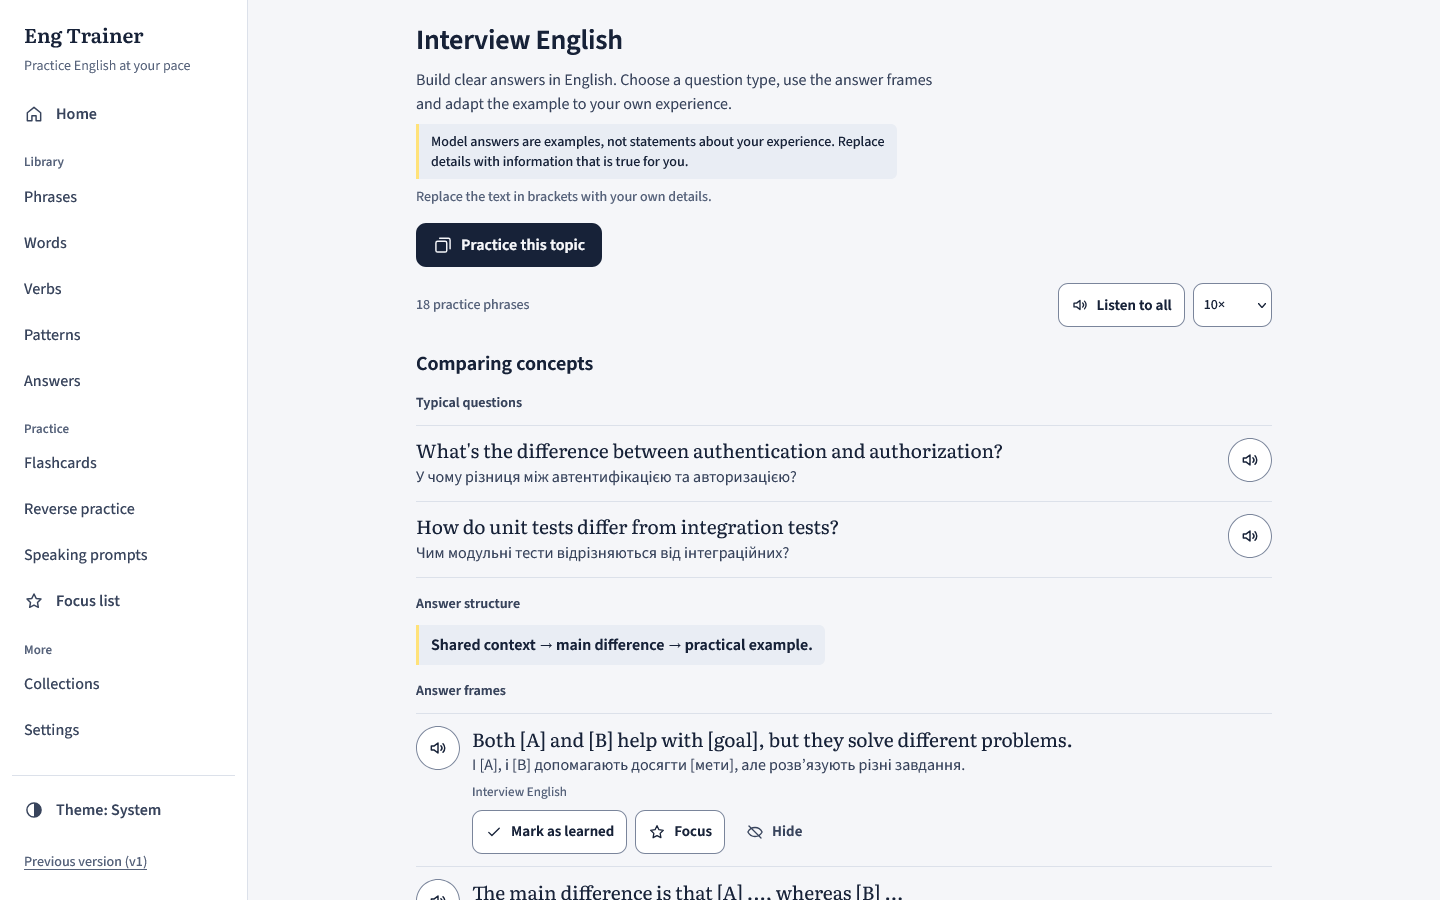 Eng Trainer
Practice English at your pace
Home
Library
Phrases
Words
Verbs
Patterns
Answers
Practice
Flashcards
Reverse practice
Speaking prompts
Focus list
More
Collections
Settings
Theme: System
Previous version (v1)
Interview English
Build clear answers in English. Choose a question type, use the answer frames
and adapt the example to your own experience.
Model answers are examples, not statements about your experience. Replace
details with information that is true for you.
Replace the text in brackets with your own details.
Practice this topic
18 practice phrases
Listen to all
10×
Comparing concepts
Typical questions
What's the difference between authentication and authorization?
У чому різниця між автентифікацією та авторизацією?
How do unit tests differ from integration tests?
Чим модульні тести відрізняються від інтеграційних?
Answer structure
Shared context → main difference → practical example.
Answer frames
Both [A] and [B] help with [goal], but they solve different problems.
І [A], і [B] допомагають досягти [мети], але розв’язують різні завдання.
Interview English
Mark as learned
Focus
Hide
The main difference is that [A] …, whereas [B] …